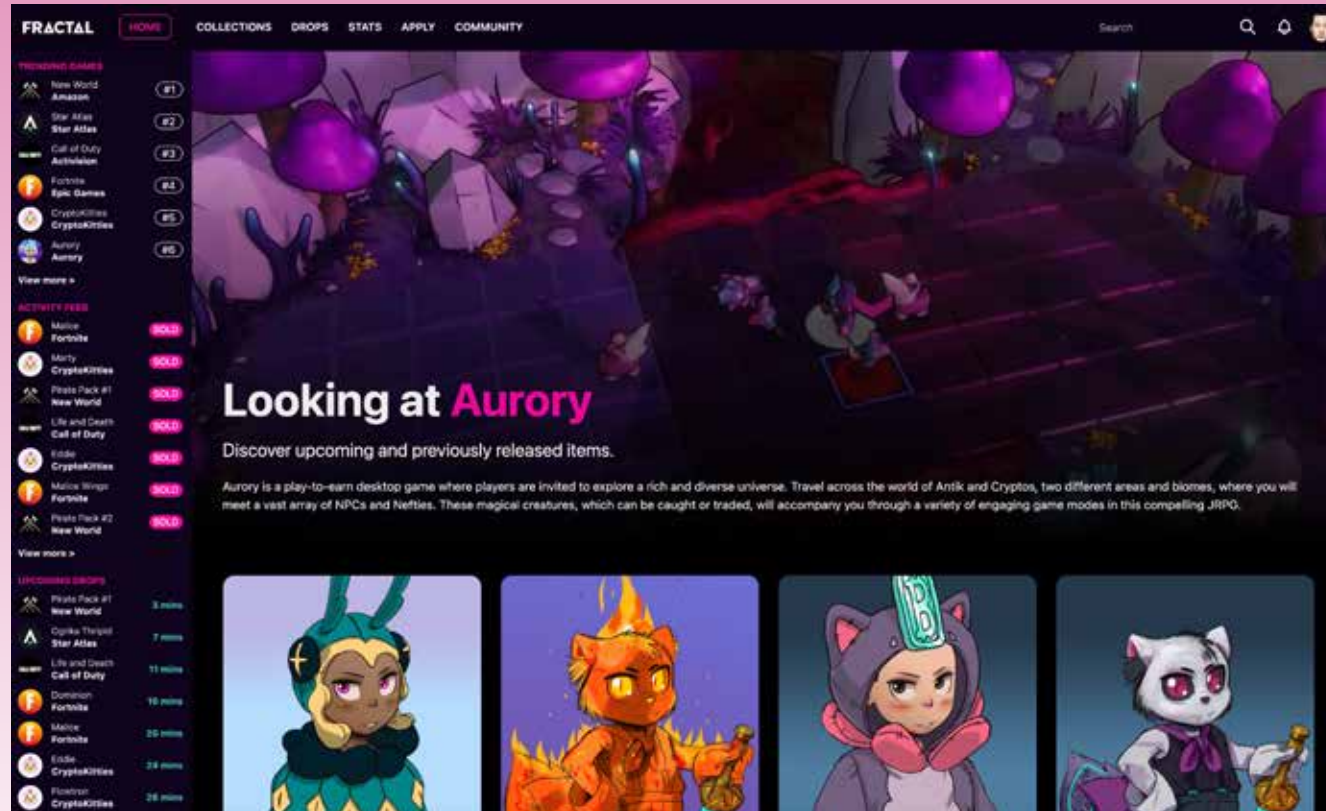 FRACTAL
HOME
COLLECTIONS
DROPS
STATS
APPLY
COMMUNITY
Search
TRENDING GAMES
New World
Amazon
#1
Star Atlas
Star Atlas
#2
Call of Duty
Activision
#3
Fortnite
Epic Games
#4
CryptoKitties
CryptoKitties
#5
Aurory
Aurory
#6
View more »
ACTIVITY FEED
Malice
Fortnite
SOLD
Marty
CryptoKitties
SOLD
Pirate Pack #1
New World
SOLD
Life and Death
Call of Duty
SOLD
Eddie
CryptoKitties
SOLD
Malice Wings
Fortnite
SOLD
Pirate Pack #2
New World
SOLD
View more >
UPCOMING DROPS
Pirate Pack #1
New World
3 mins
Ogrika Thripid
Star Atlas
7 mins
Life and Death
Call of Duty
11 mins
Dominion
Fortnite
Malice
Fortnite
Eddie
CryptoKitties
CryptoKitties
Looking at Aurory
Discover upcoming and previously released items.
Aurory is a play-to-earn desktop game where players are invited to explore a rich and diverse universe. Travel across the world of Antik and Cryptos, two different areas and biomes, where you will
meet a vast array of NPCs and Nefties. These magical creatures, which can be caught or traded, will accompany you through a variety of engaging game modes in this compelling JRPG.
B